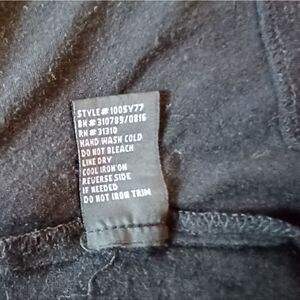 STYLE#1005Y77
BH#310789/0816
RN#31310
HAND WASH COLD
DO NOT BLEACH
LINE DRY
COOL IRON ON
REVERSE SIDE
IF NEEDED
DO NOT IRON TRIM